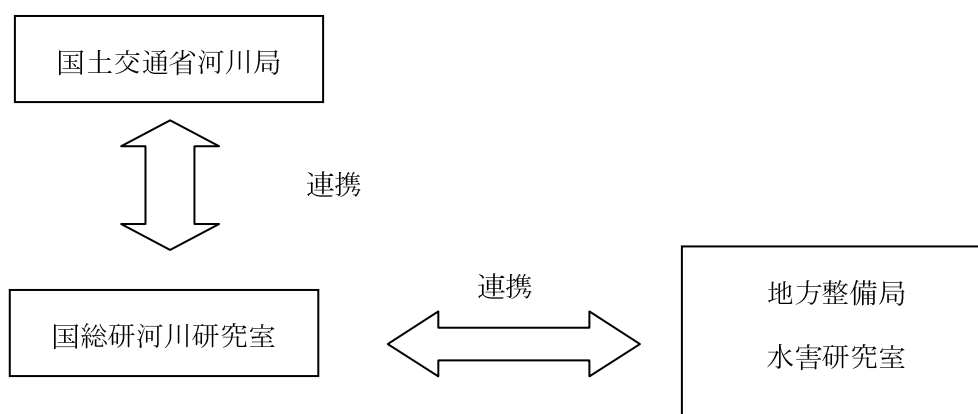 国土交通省河川局
連携
国総研河川研究室
連携
地方整備局
水害研究室